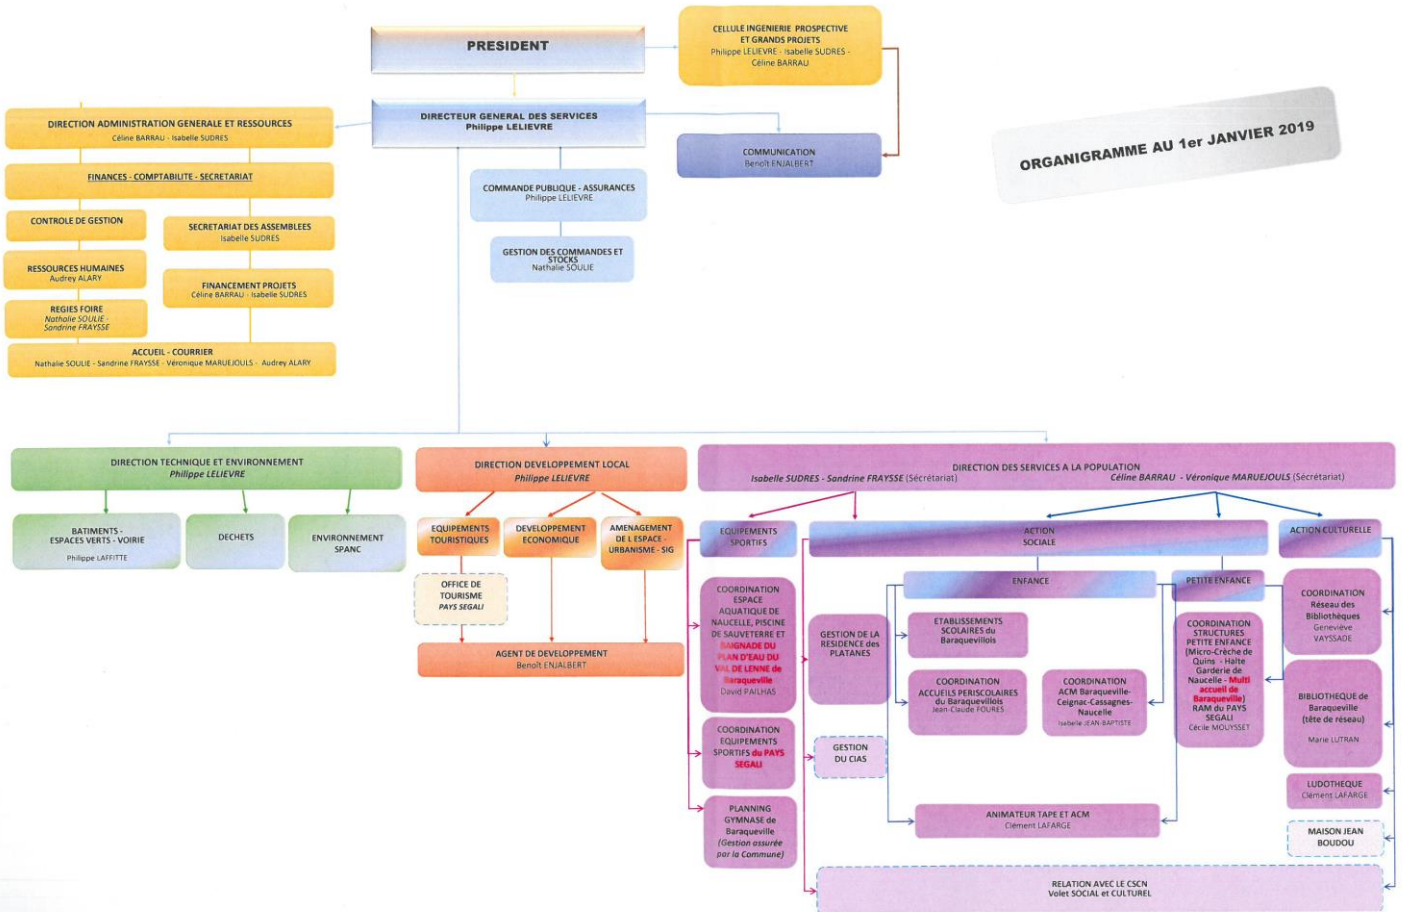 PRESIDENT
CELLULE INGENIERIE PROSPECTIVE
ET GRANDS PROJETS
Philippe LELIEVRE - Isabelle SUDRES -
Céline BARRAU
DIRECTEUR GENERAL DES SERVICES
Philippe LELIEVRE
COMMUNICATION
Benoît ENJALBERT
ORGANIGRAMME AU 1er JANVIER 2019
DIRECTION ADMINISTRATION GENERALE ET RESSOURCES
Céline BARRAU - Isabelle SUDRES
FINANCES - COMPTABILITE - SECRETARIAT
CONTROLE DE GESTION
SECRETARIAT DES ASSEMBLEES
Isabelle SUDRES
RESSOURCES HUMAINES
Audrey ALARY
FINANCEMENT PROJETS
Céline BARRAU - Isabelle SUDRES
REGIES FOIRE
Nathalie SOULIE -
Sandrine FRAYSSE
ACCUEIL - COURRIER
Nathalie SOULIE - Sandrine FRAYSSE - Véronique MARUEJOULS - Audrey ALARY
COMMANDE PUBLIQUE - ASSURANCES
Philippe LELIEVRE
GESTION DES COMMANDES ET
STOCKS
Nathalie SOULIE
DIRECTION TECHNIQUE ET ENVIRONNEMENT
Philippe LELIEVRE
BATIMENTS -
ESPACES VERTS - VOIRIE
Philippe LAFFITTE
DECHETS
ENVIRONNEMENT
SPANC
DIRECTION DEVELOPPEMENT LOCAL
Philippe LELIEVRE
EQUIPEMENTS
TOURISTIQUES
DEVELOPPEMENT
ECONOMIQUE
AMENAGEMENT
DE L'ESPACE -
URBANISME - SIG
OFFICE DE
TOURISME
PAYS SEGALI
AGENT DE DEVELOPPEMENT
Benoît ENJALBERT
DIRECTION DES SERVICES A LA POPULATION
Isabelle SUDRES - Sandrine FRAYSSE (Sécrétariat)
Céline BARRAU - Véronique MARUEJOULS (Sécrétariat)
EQUIPEMENTS
SPORTIFS
ACTION
SOCIALE
ACTION CULTURELLE
ENFANCE
PETITE ENFANCE
COORDINATION
ESPACE
AQUATIQUE DE
NAUCELLE, PISCINE
DE SAUVETERRE ET
BAIGNADE DU
PLAN D'EAU DU
VAL DE LENNE de
Baraqueville
David PAILHAS
COORDINATION
EQUIPEMENTS
SPORTIFS du PAYS
SEGALI
PLANNING
GYMNASE de
Baraqueville
(Gestion assurée
par la Commune)
GESTION DE LA
RESIDENCE des
PLATANES
GESTION
DU CIAS
ETABLISSEMENTS
SCOLAIRES du
Baraquevillois
COORDINATION
ACCUEILS PERISCOLAIRES
du Baraquevillois
Jean-Claude FOURES
COORDINATION
ACM Baraqueville-
Ceignac-Cassagnes-
Naucelle
Isabelle JEAN-BAPTISTE
COORDINATION
STRUCTURES
PETITE ENFANCE
(Micro-Crèche de
Quins - Halte
Garderie de
Naucelle - Multi
accueil de
Baraqueville)
RAM du PAYS
SEGALI
Cécile MOUYSSET
ANIMATEUR TAPE ET ACM
Clément LAFARGE
COORDINATION
Réseau des
Bibliothèques
Geneviève
VAYSSADE
BIBLIOTHEQUE de
Baraqueville
(tête de réseau)
Marie LUTRAN
LUDOTHEQUE
Clément LAFARGE
MAISON JEAN
BOUDOU
RELATION AVEC LE CSCN
Volet SOCIAL et CULTUREL